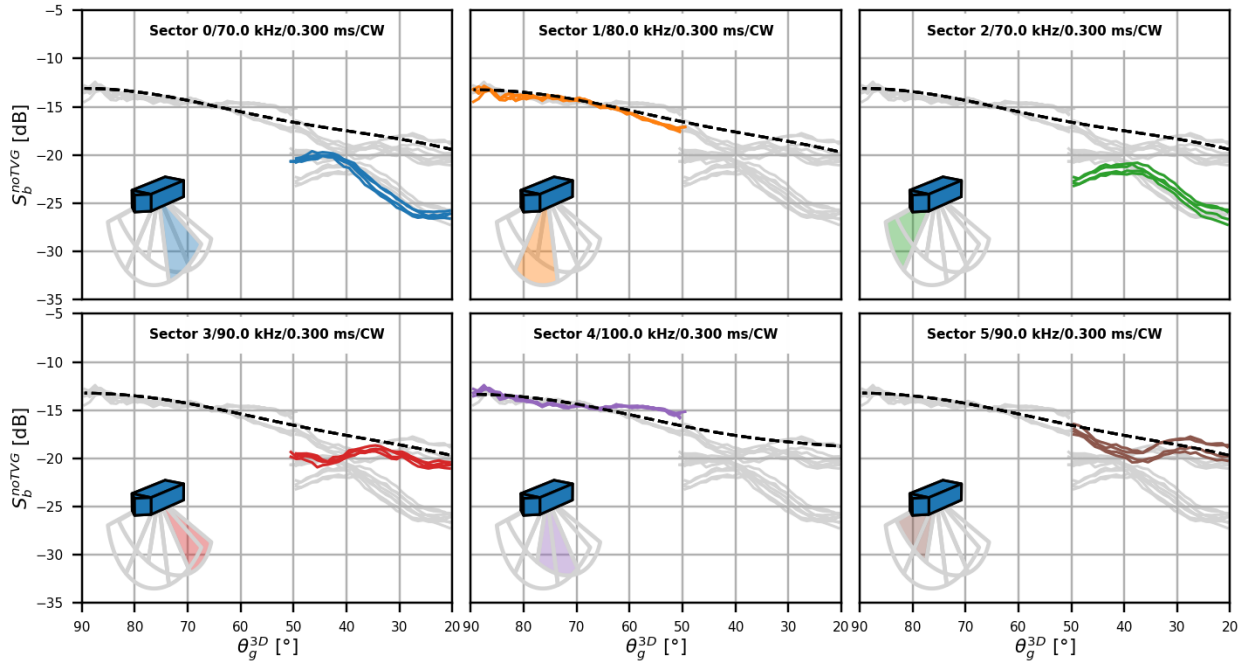 Sector 0/70.0 kHz/0.300 ms/CW
Sector 1/80.0 kHz/0.300 ms/CW
Sector 2/70.0 kHz/0.300 ms/CW
−5
−10
−15
−20
−25
−30
−35
S_b^{noTVG} [dB]
Sector 3/90.0 kHz/0.300 ms/CW
Sector 4/100.0 kHz/0.300 ms/CW
Sector 5/90.0 kHz/0.300 ms/CW
−5
−10
−15
−20
−25
−30
−35
S_b^{noTVG} [dB]
90 80 70 60 50 40 30 20
90 80 70 60 50 40 30 20
90 80 70 60 50 40 30 20
θ_g^{3D} [°]
θ_g^{3D} [°]
θ_g^{3D} [°]